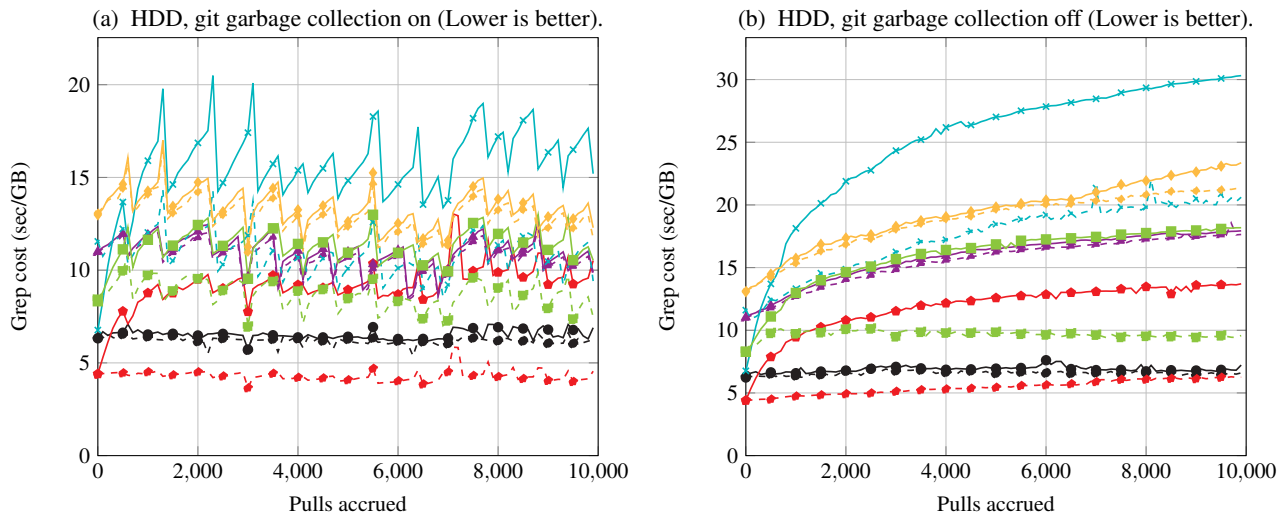 (a) HDD, git garbage collection on (Lower is better).
20
15
10
5
0
0 2,000 4,000 6,000 8,000 10,000
Grep cost (sec/GB)
Pulls accrued
(b) HDD, git garbage collection off (Lower is better).
30
25
20
15
10
5
0
0 2,000 4,000 6,000 8,000 10,000
Grep cost (sec/GB)
Pulls accrued